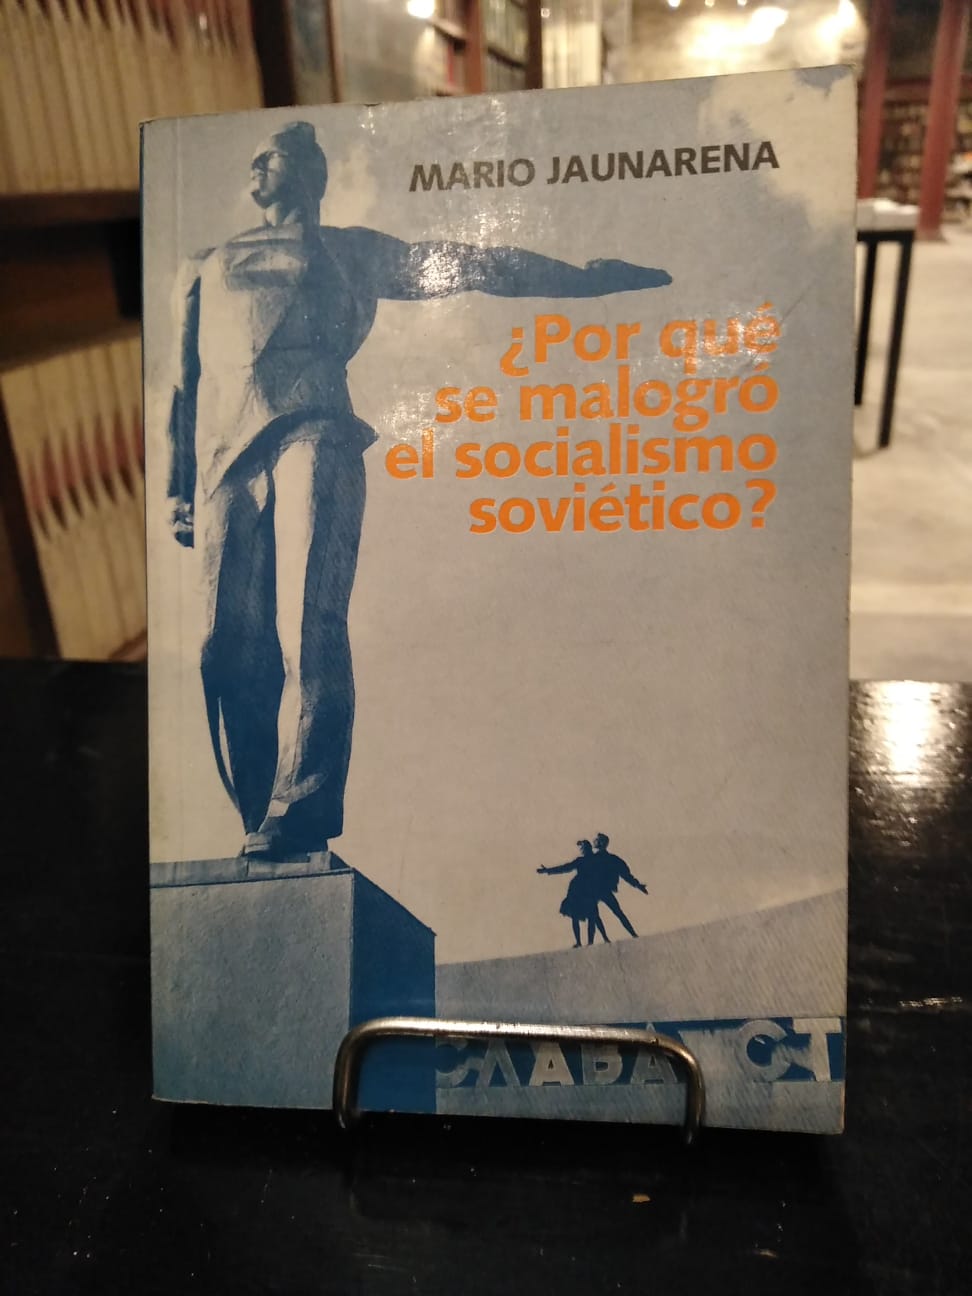 MARIO JAUNARENA
¿Por qué
se malogró
el socialismo
soviético?
СЛАВА СТ